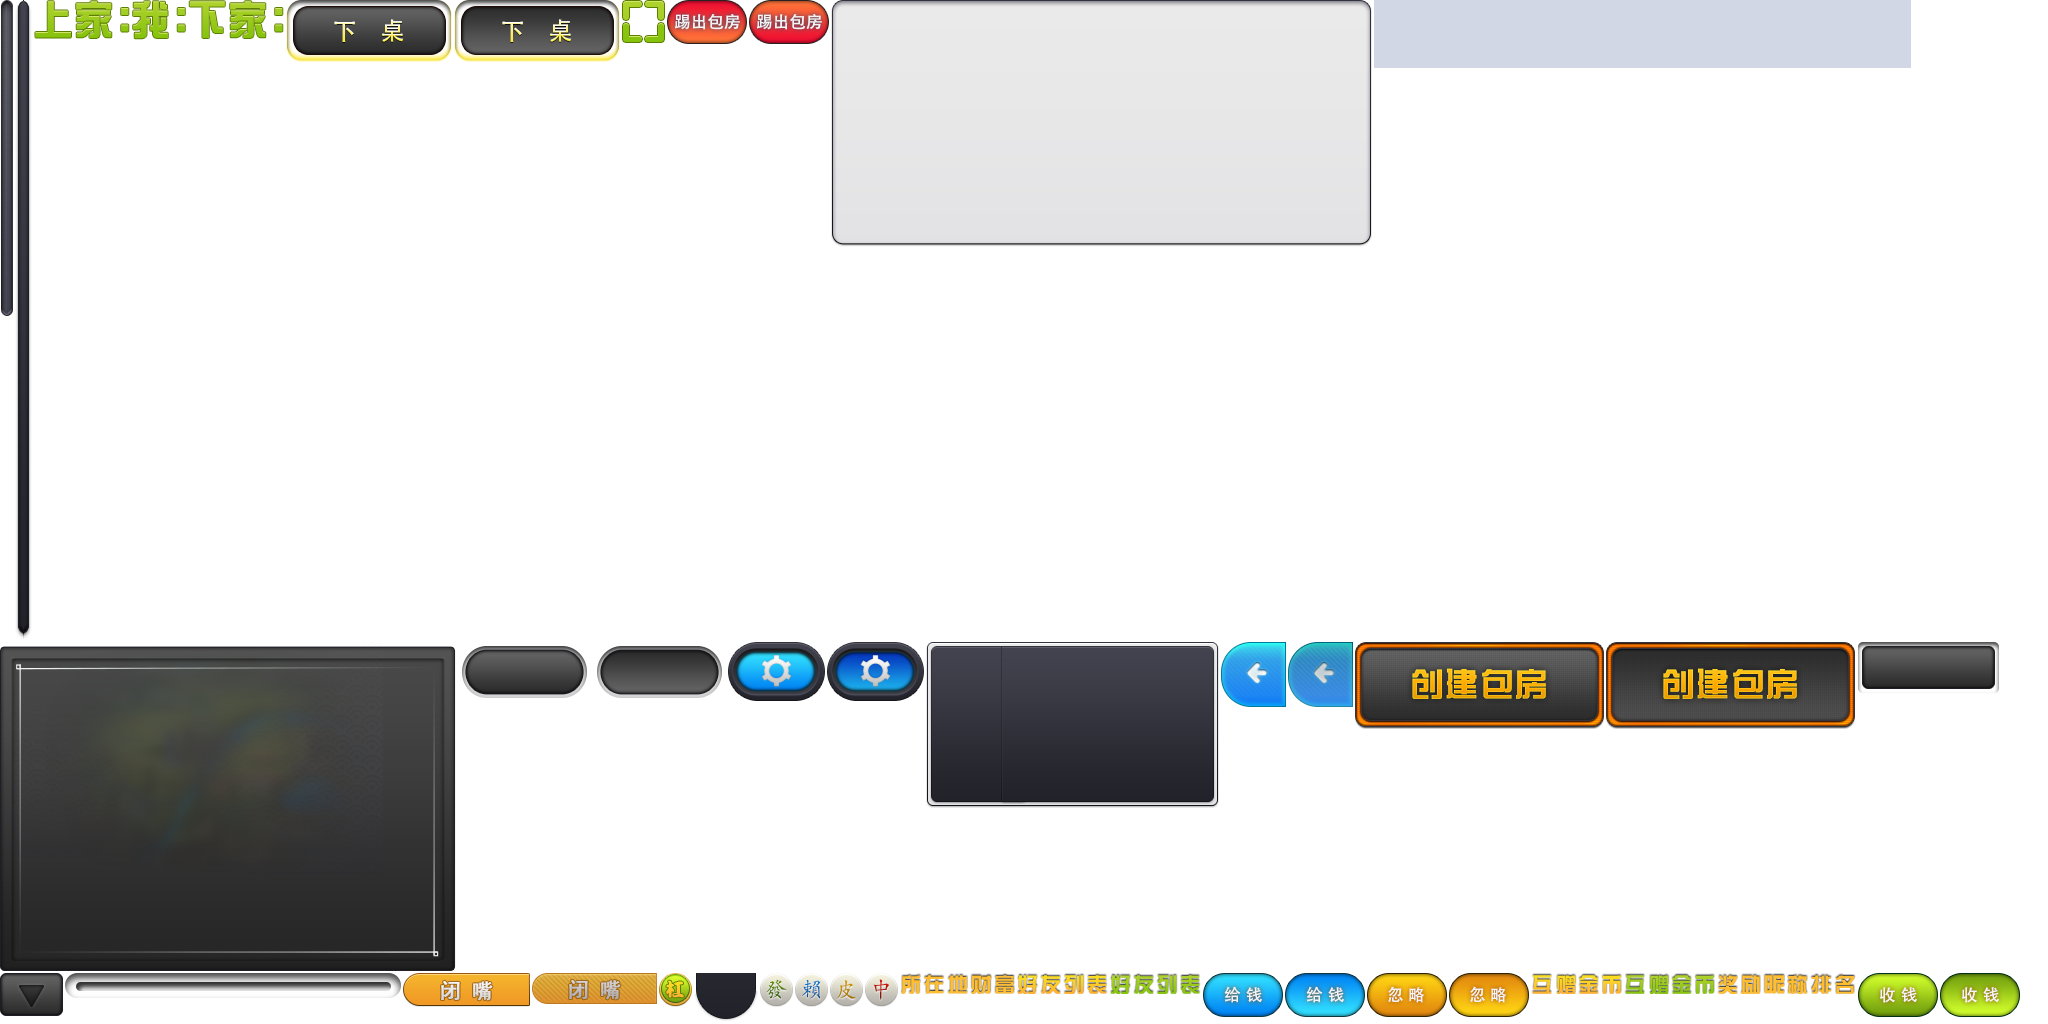 上家:我:下家:
下 桌
下 桌
踢出包房
踢出包房
创建包房
创建包房
闭 嘴
闭 嘴
杠
發
賴
皮
中
所在地财富好友列表好友列表
给 钱
给 钱
忽 略
忽 略
互赠金币互赠金币奖励昵称排名
收 钱
收 钱